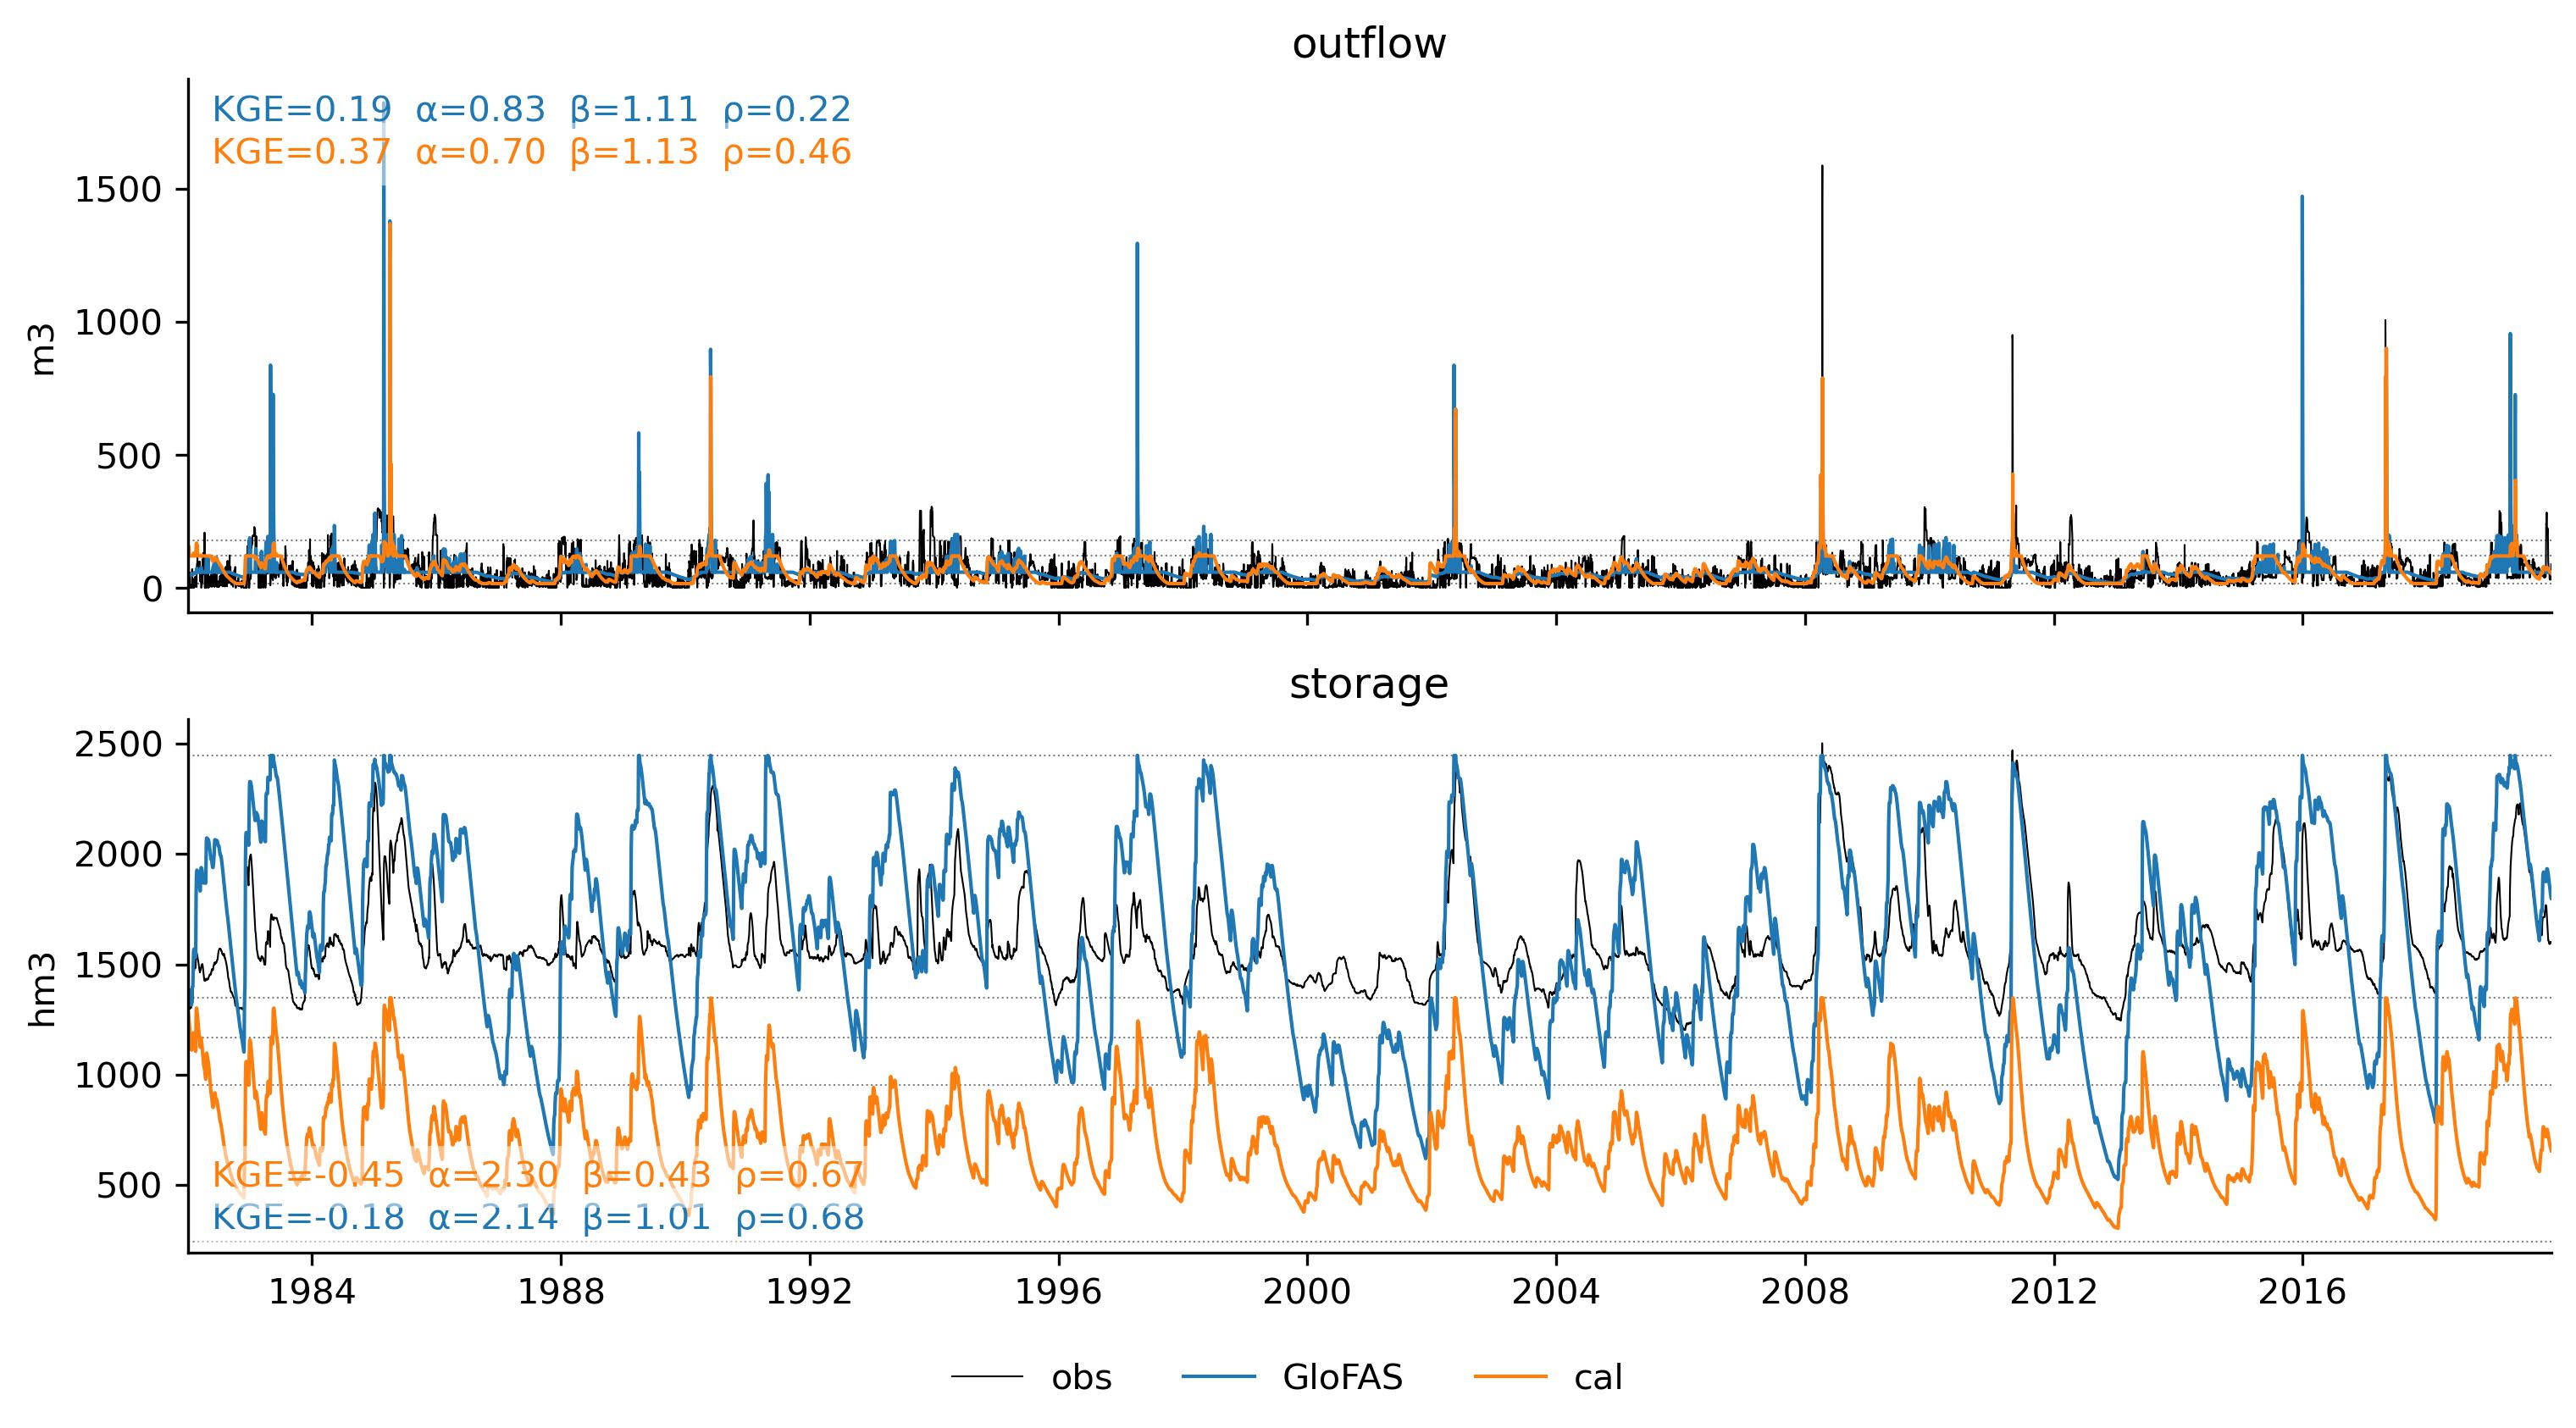 outflow
KGE=0.19 α=0.83 β=1.11 ρ=0.22
KGE=0.37 α=0.70 β=1.13 ρ=0.46
1500
1000
500
0
m3
storage
2500
2000
1500
1000
500
hm3
KGE=-0.45 α=2.30 β=0.43 ρ=0.67
KGE=-0.18 α=2.14 β=1.01 ρ=0.68
1984 1988 1992 1996 2000 2004 2008 2012 2016
obs GloFAS cal